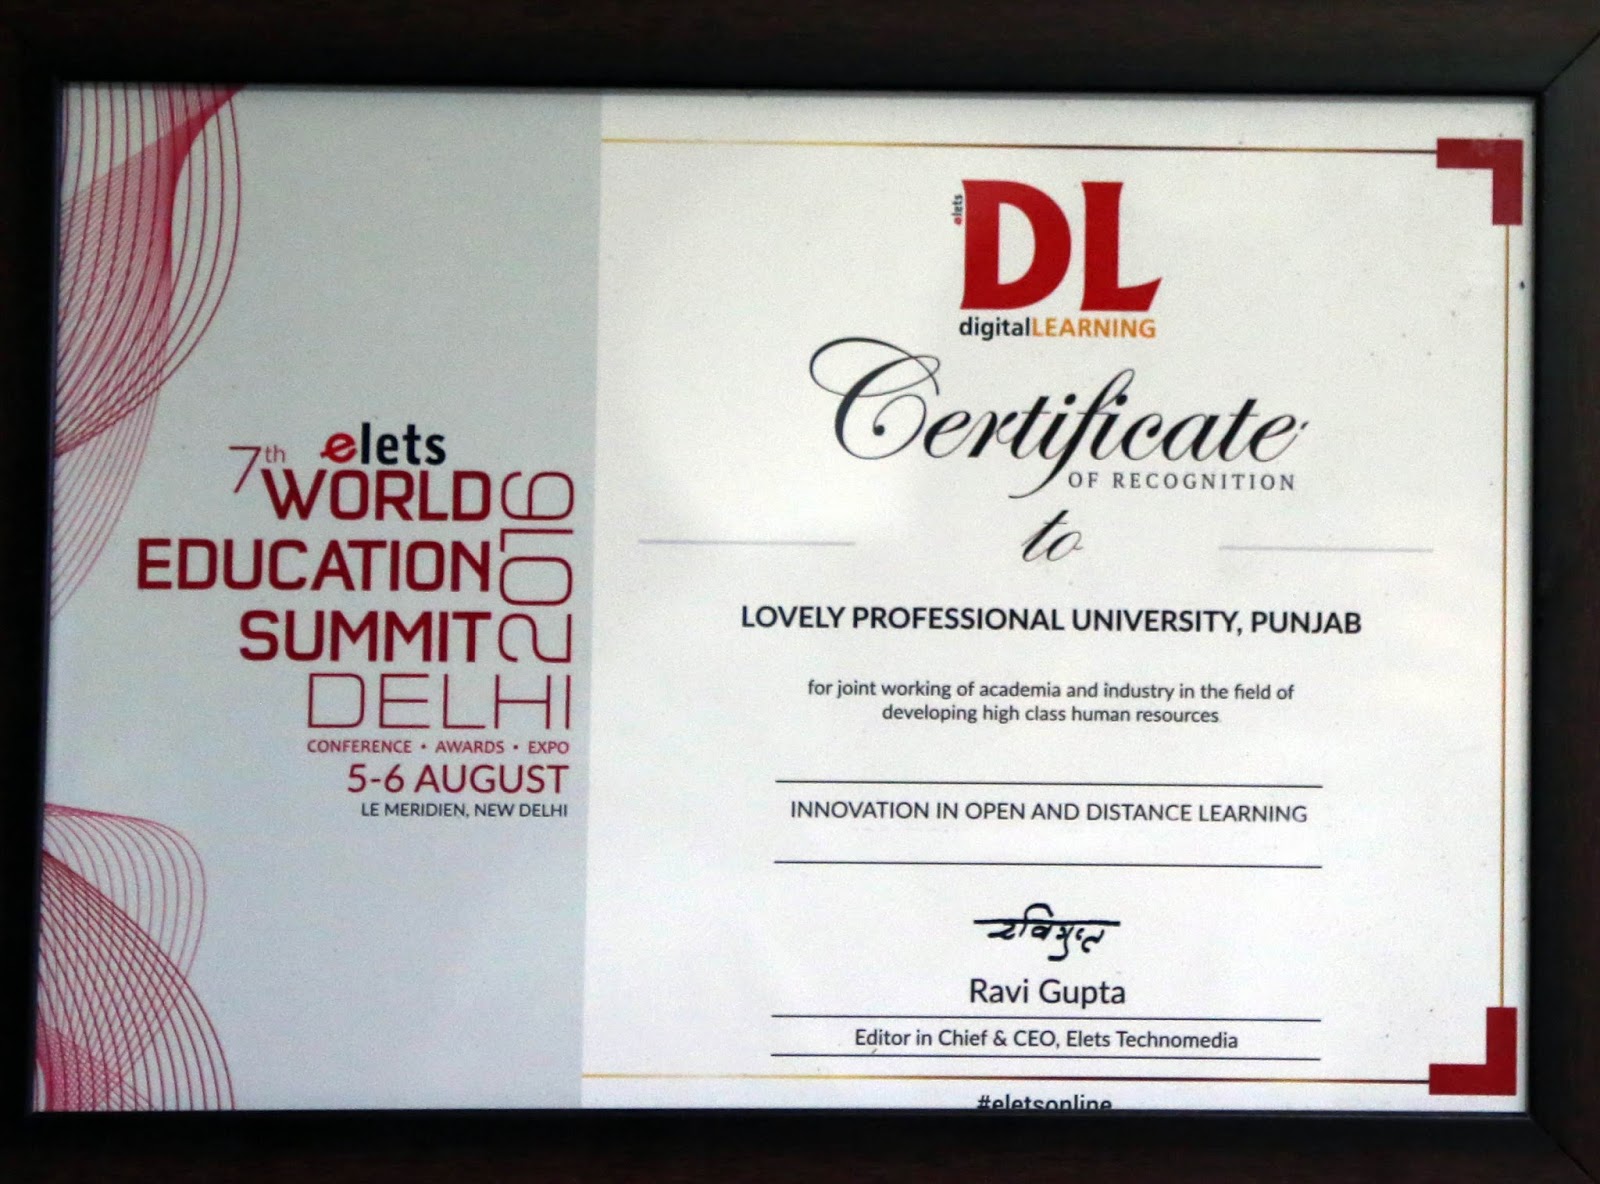 elets
7th WORLD
EDUCATION
SUMMIT
2016
DELHI
CONFERENCE • AWARDS • EXPO
5-6 AUGUST
LE MERIDIEN, NEW DELHI
elets
DL
digitalLEARNING
Certificate
OF RECOGNITION
to
LOVELY PROFESSIONAL UNIVERSITY, PUNJAB
for joint working of academia and industry in the field of
developing high class human resources
INNOVATION IN OPEN AND DISTANCE LEARNING
रविगुप्त
Ravi Gupta
Editor in Chief & CEO, Elets Technomedia
#eletsonline